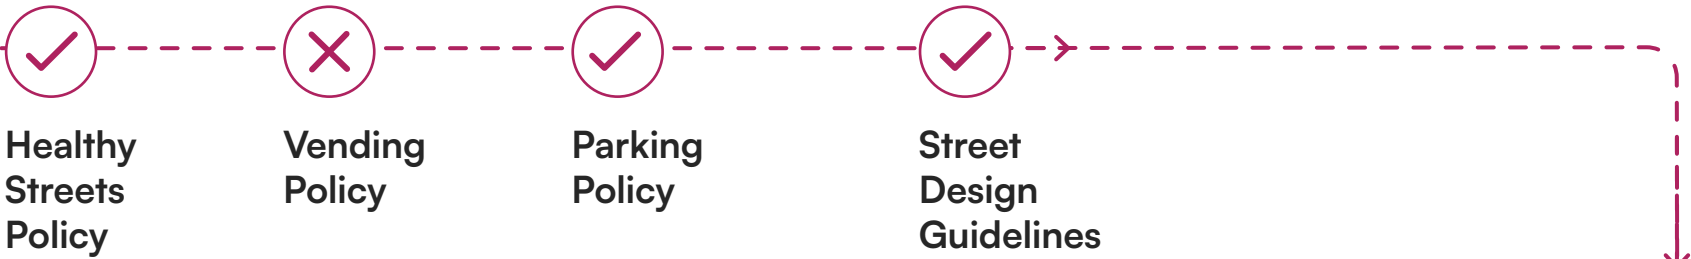 Healthy
Streets
Policy
Vending
Policy
Parking
Policy
Street
Design
Guidelines